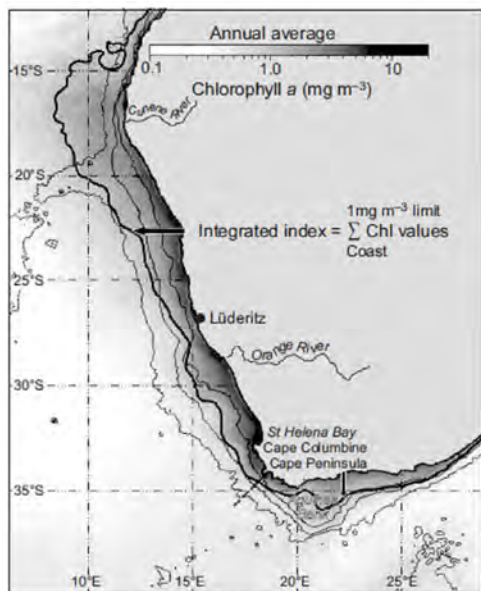 Annual average
0.1
1.0
10
Chlorophyll a (mg m⁻³)
15°S
Cunene River
20°S
1mg m⁻³ limit
Integrated index = ∑ Chl values
Coast
25°S
Lüderitz
Orange River
30°S
St Helena Bay
Cape Columbine
Cape Peninsula
35°S
10°E
15°E
20°E
25°E